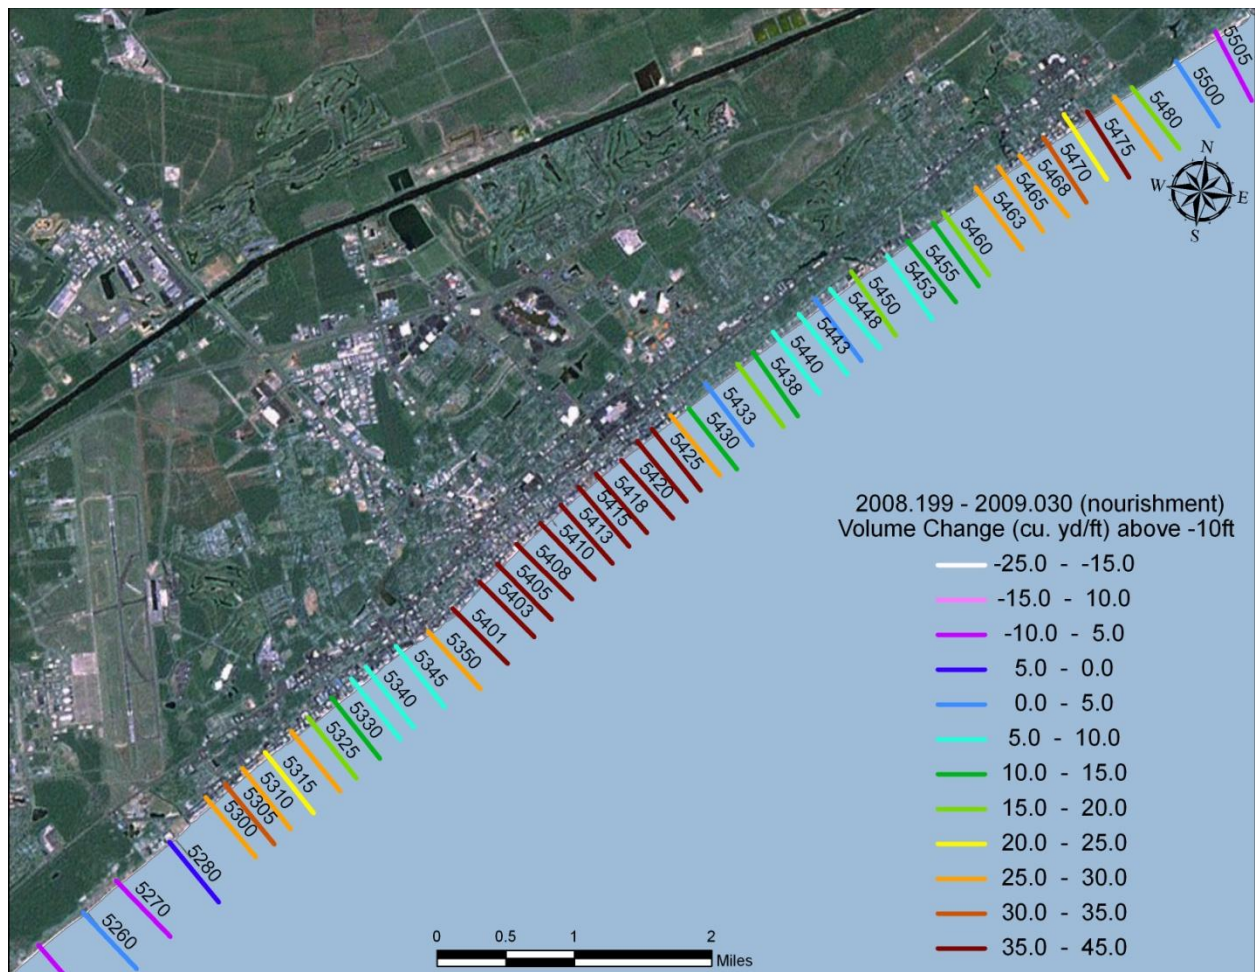 5505
5500
5480
5475
5470
5468
5465
5463
5460
5455
5453
5450
5448
5443
5440
5438
5433
5430
5425
5420
5418
5415
5413
5410
5408
5405
5403
5401
5350
5345
5340
5330
5325
5315
5310
5305
5300
5280
5270
5260
N
W E
S
2008.199 - 2009.030 (nourishment)
Volume Change (cu. yd/ft) above -10ft
-25.0 - -15.0
-15.0 - 10.0
-10.0 - 5.0
5.0 - 0.0
0.0 - 5.0
5.0 - 10.0
10.0 - 15.0
15.0 - 20.0
20.0 - 25.0
25.0 - 30.0
30.0 - 35.0
35.0 - 45.0
0 0.5 1 2
Miles